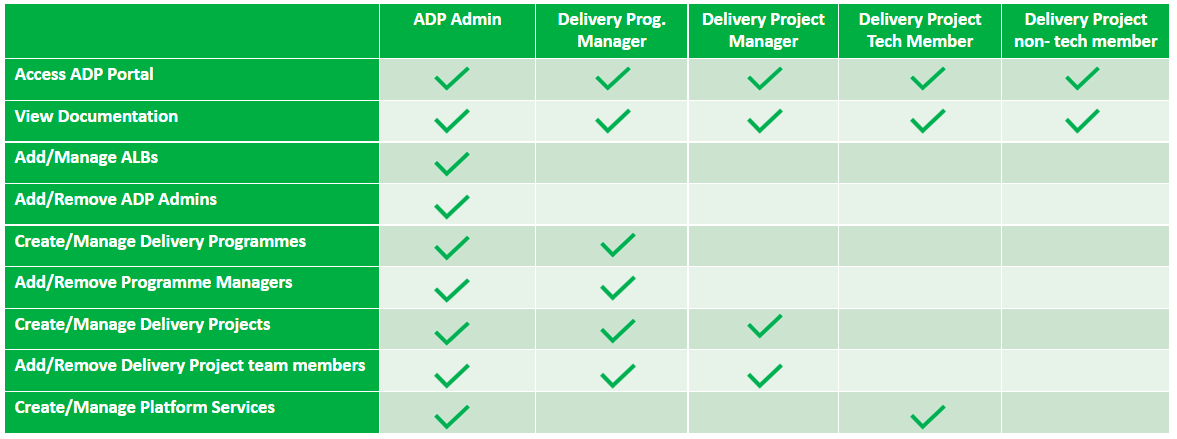 ADP Admin
Delivery Prog.
Manager
Delivery Project
Manager
Delivery Project
Tech Member
Delivery Project
non- tech member
Access ADP Portal
View Documentation
Add/Manage ALBs
Add/Remove ADP Admins
Create/Manage Delivery Programmes
Add/Remove Programme Managers
Create/Manage Delivery Projects
Add/Remove Delivery Project team members
Create/Manage Platform Services